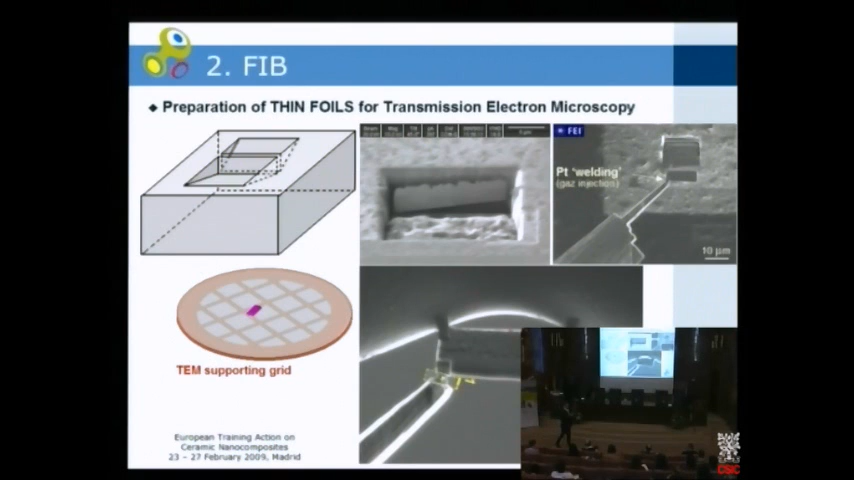 2. FIB
Preparation of THIN FOILS for Transmission Electron Microscopy
FEI
Pt 'welding'
(gaz injection)
10 µm
TEM supporting grid
European Training Action on
Ceramic Nanocomposites
23 – 27 February 2009, Madrid
CSIC